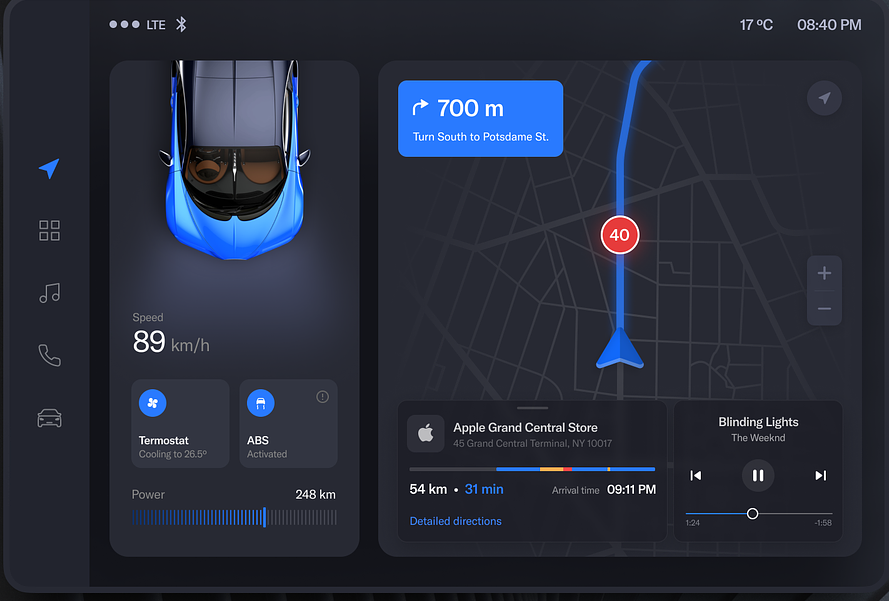 LTE
17 ºC
08:40 PM
700 m
Turn South to Potsdame St.
40
Speed
89 km/h
Termostat
Cooling to 26.5º
ABS
Activated
Power
248 km
Apple Grand Central Store
45 Grand Central Terminal, NY 10017
54 km • 31 min
Arrival time 09:11 PM
Detailed directions
Blinding Lights
The Weeknd
1:24
-1:58